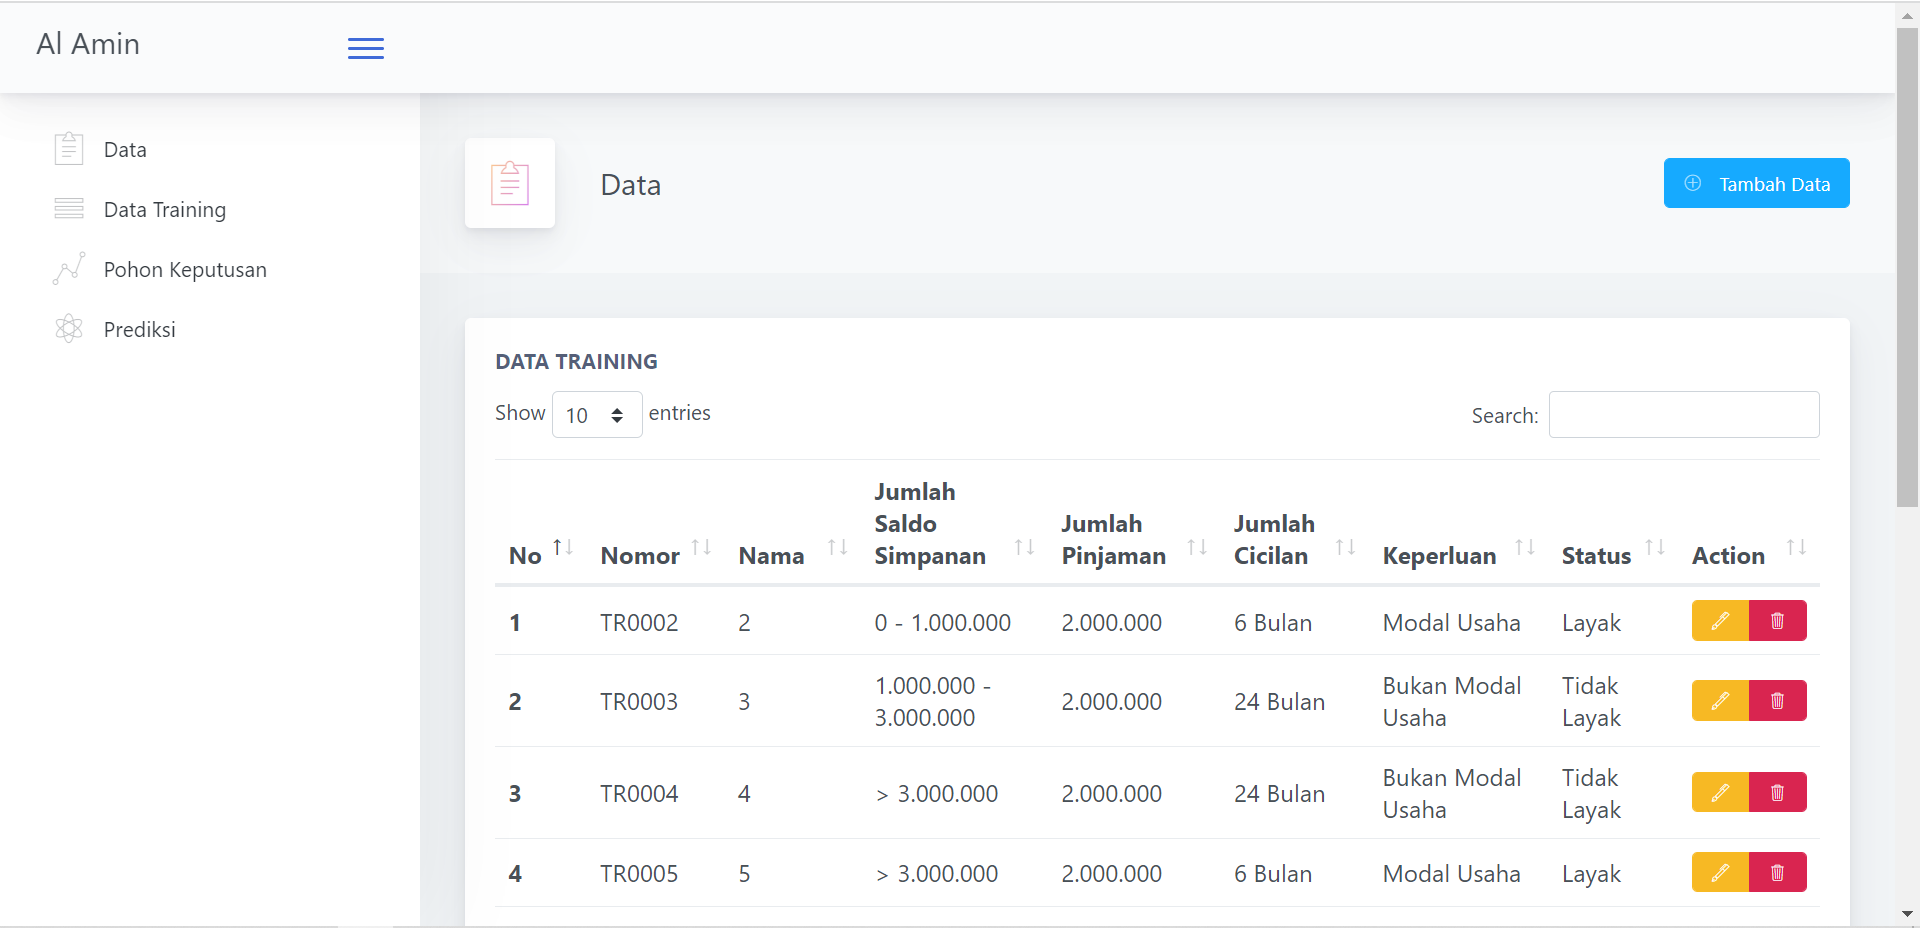 Al Amin
Data
Data Training
Pohon Keputusan
Prediksi
Data
Tambah Data
DATA TRAINING
Show 10 entries
Search:
No Nomor Nama Jumlah Saldo Simpanan Jumlah Pinjaman Jumlah Cicilan Keperluan Status Action
1 TR0002 2 0 - 1.000.000 2.000.000 6 Bulan Modal Usaha Layak
2 TR0003 3 1.000.000 - 3.000.000 2.000.000 24 Bulan Bukan Modal Usaha Tidak Layak
3 TR0004 4 > 3.000.000 2.000.000 24 Bulan Bukan Modal Usaha Tidak Layak
4 TR0005 5 > 3.000.000 2.000.000 6 Bulan Modal Usaha Layak